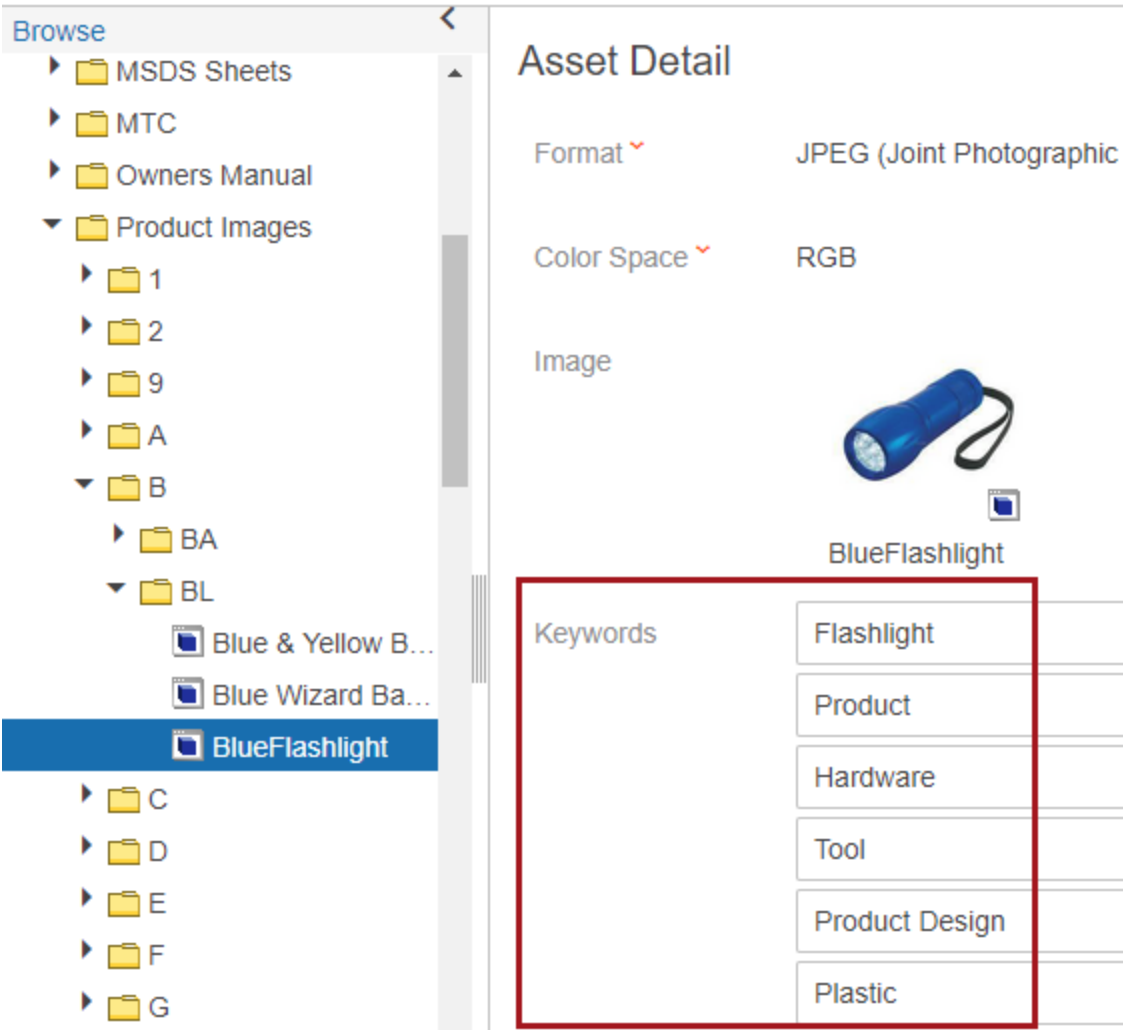 Browse
MSDS Sheets
MTC
Owners Manual
Product Images
1
2
9
A
B
BA
BL
Blue & Yellow B...
Blue Wizard Ba...
BlueFlashlight
C
D
E
F
G
Asset Detail
Format
JPEG (Joint Photographic
Color Space
RGB
Image
BlueFlashlight
Keywords
Flashlight
Product
Hardware
Tool
Product Design
Plastic